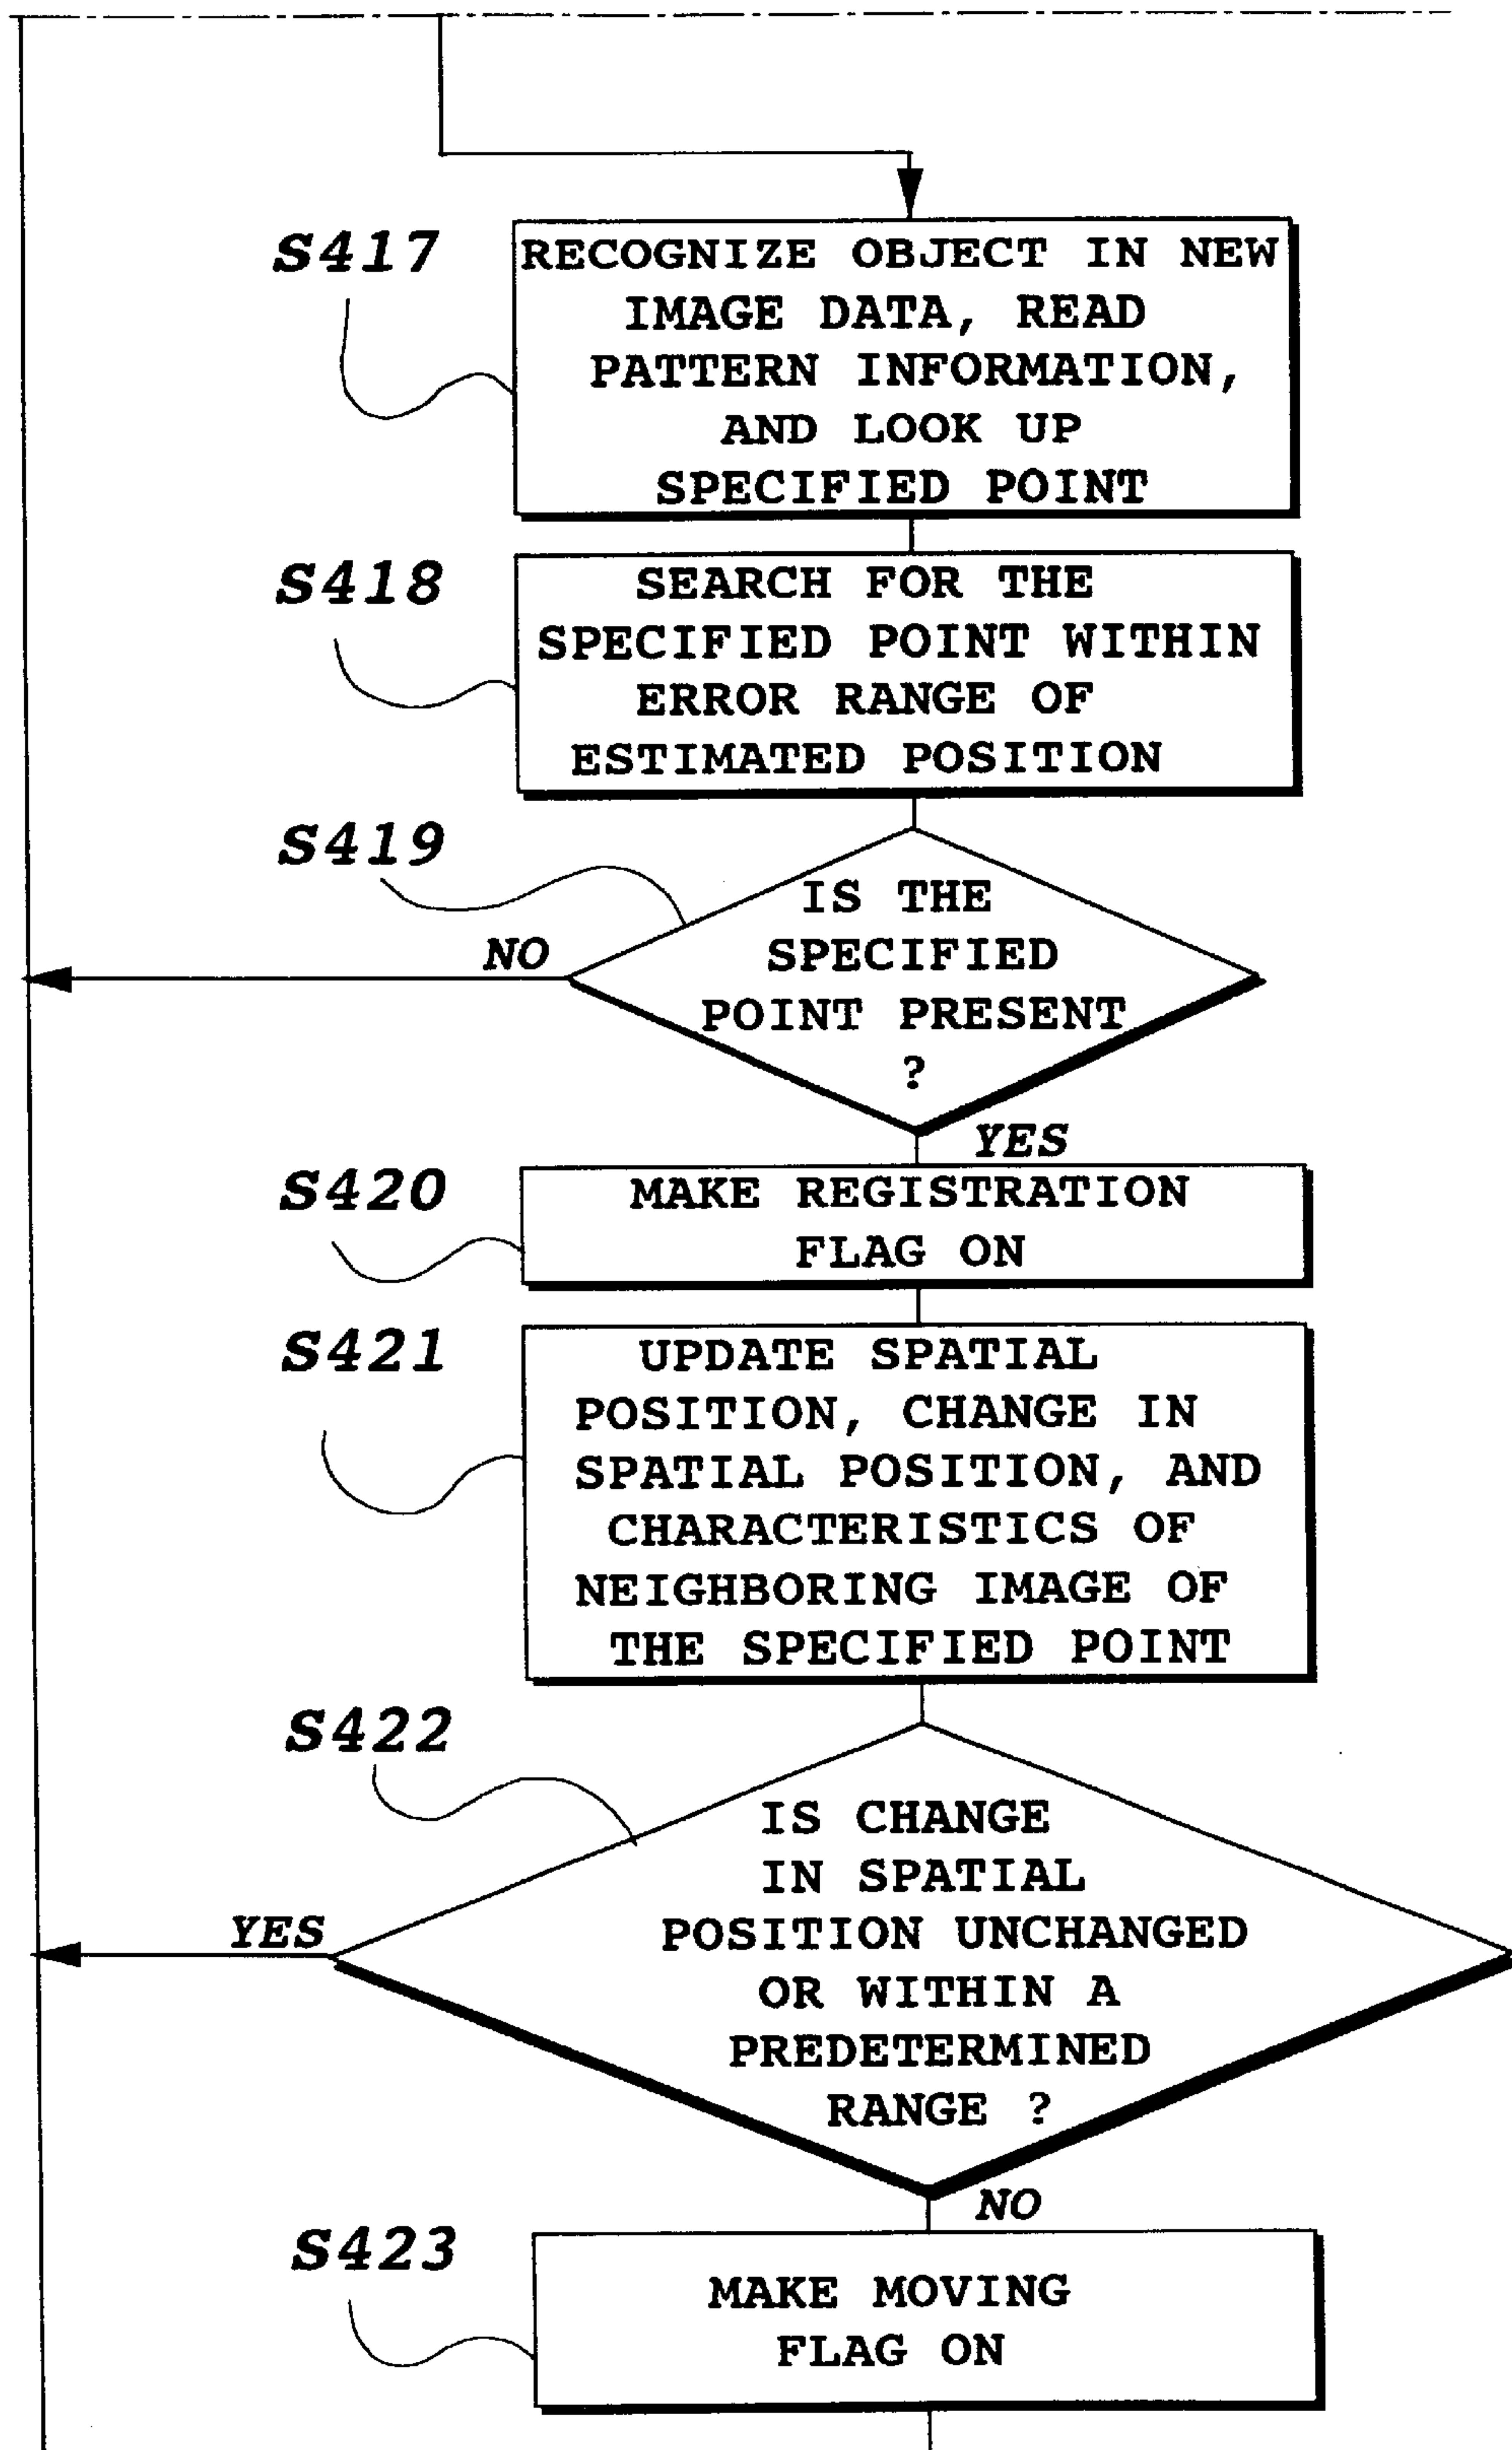 S417
RECOGNIZE OBJECT IN NEW
IMAGE DATA, READ
PATTERN INFORMATION,
AND LOOK UP
SPECIFIED POINT
S418
SEARCH FOR THE
SPECIFIED POINT WITHIN
ERROR RANGE OF
ESTIMATED POSITION
S419
IS THE
SPECIFIED
POINT PRESENT
?
NO
YES
S420
MAKE REGISTRATION
FLAG ON
S421
UPDATE SPATIAL
POSITION, CHANGE IN
SPATIAL POSITION, AND
CHARACTERISTICS OF
NEIGHBORING IMAGE OF
THE SPECIFIED POINT
S422
IS CHANGE
IN SPATIAL
POSITION UNCHANGED
OR WITHIN A
PREDETERMINED
RANGE ?
YES
NO
S423
MAKE MOVING
FLAG ON